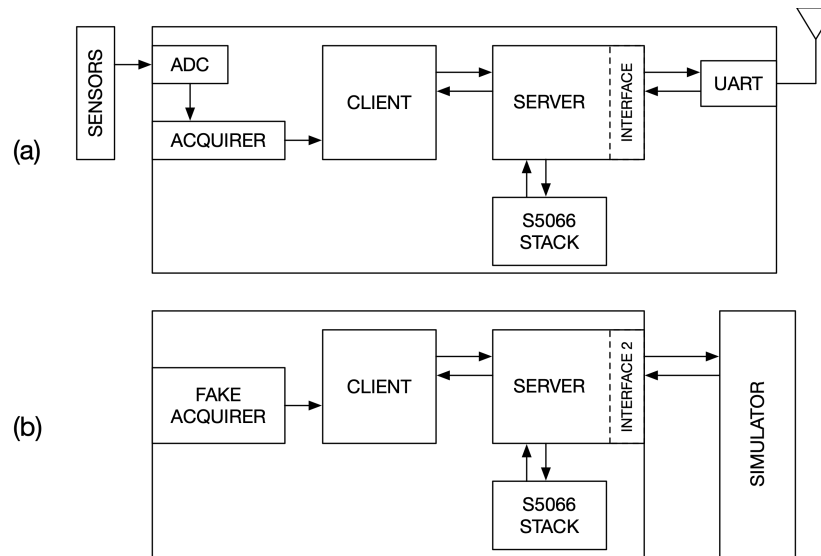 (a)
SENSORS
ADC
ACQUIRER
CLIENT
SERVER
INTERFACE
UART
S5066
STACK
(b)
FAKE
ACQUIRER
CLIENT
SERVER
INTERFACE 2
S5066
STACK
SIMULATOR